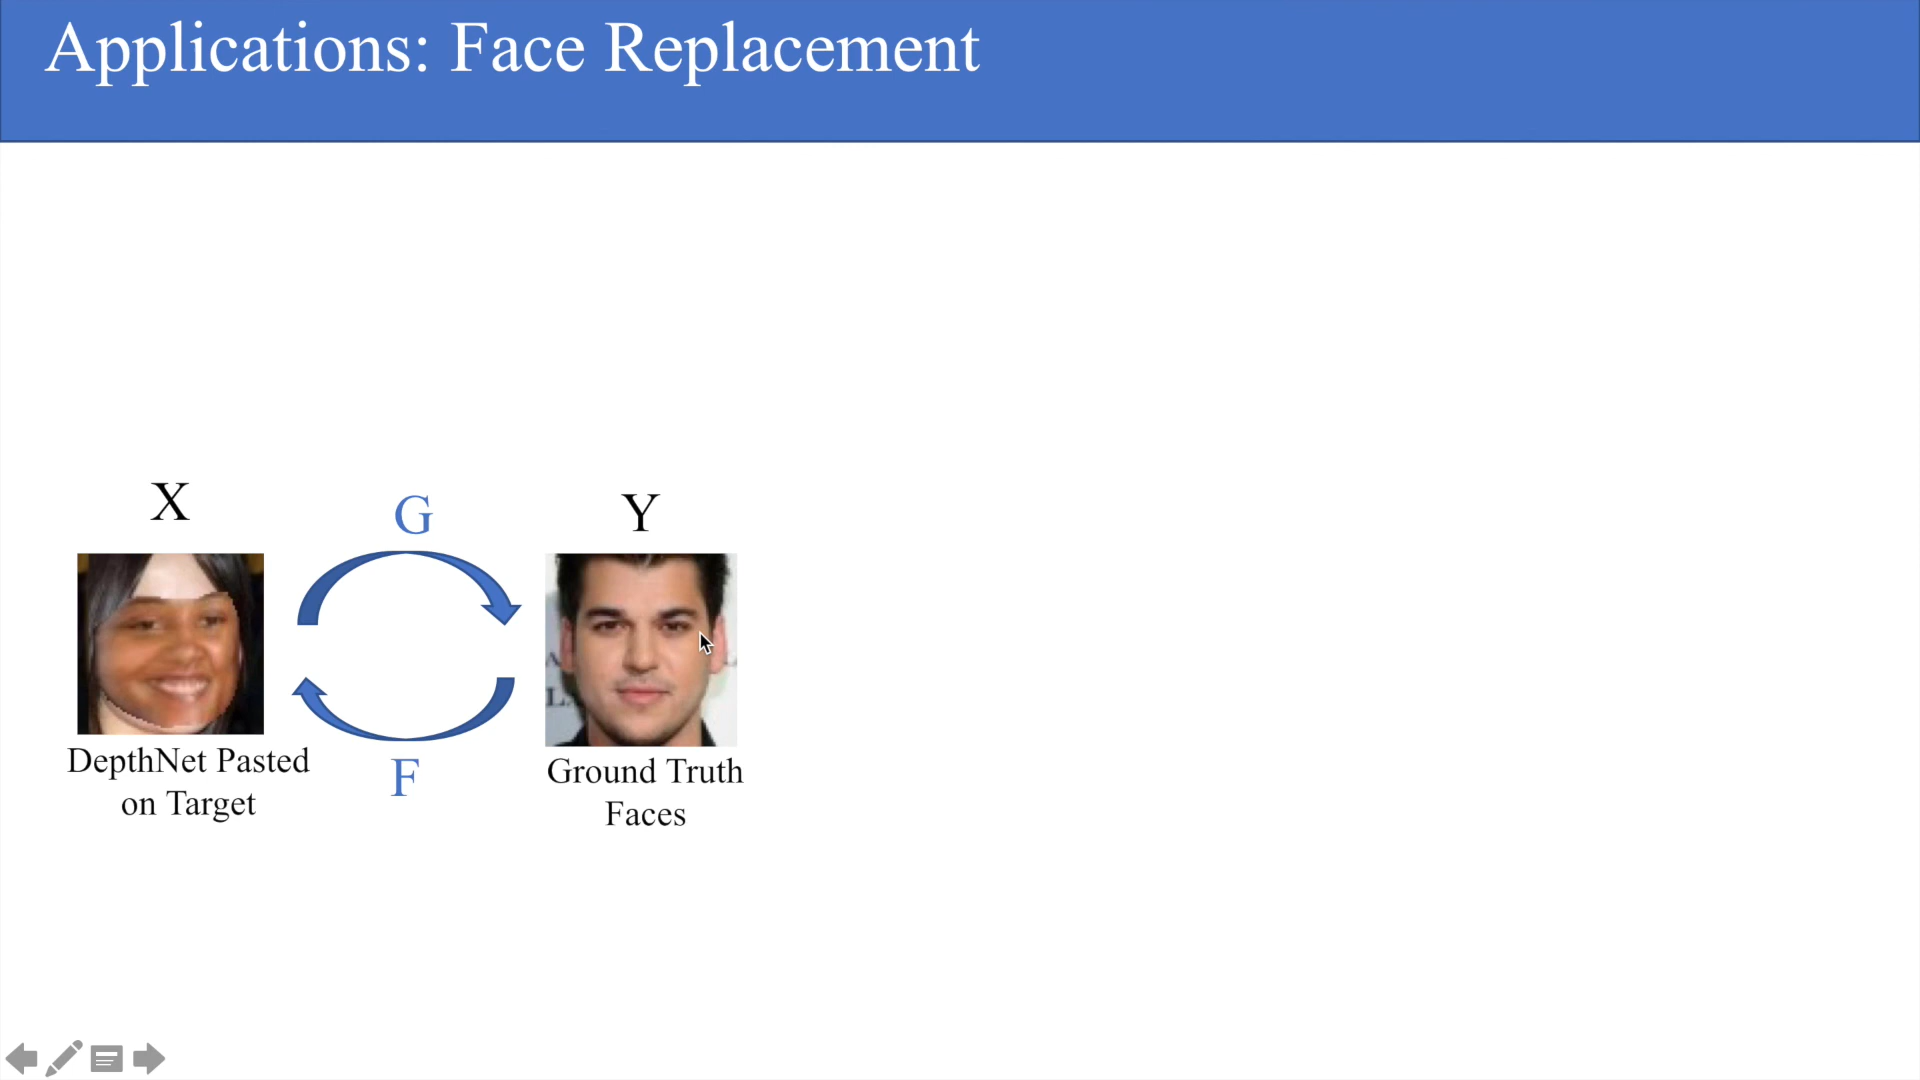 Applications: Face Replacement
X
G
Y
DepthNet Pasted
on Target
F
Ground Truth
Faces